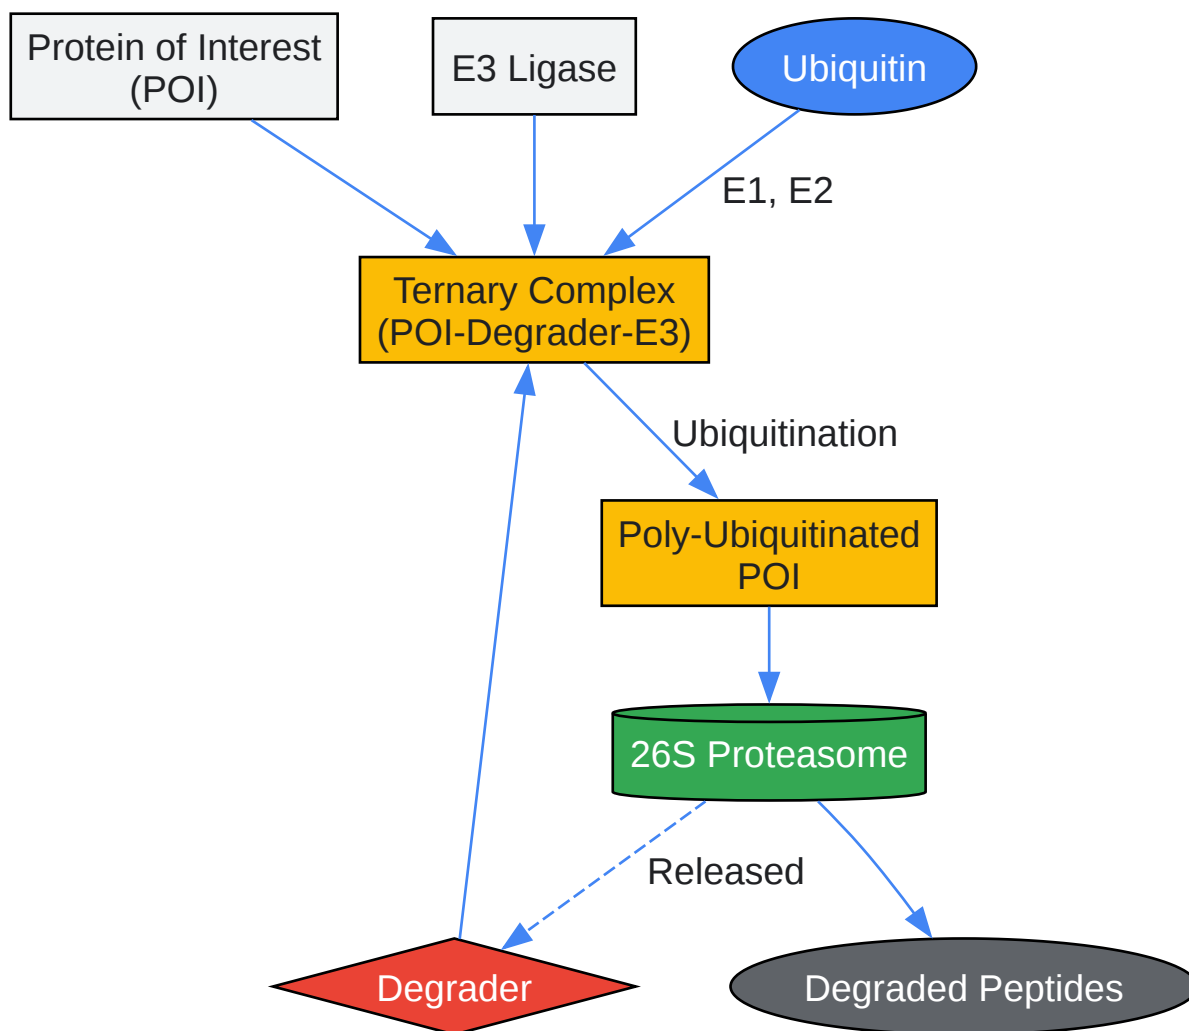 Protein of Interest
(POI)
E3 Ligase
Ubiquitin
E1, E2
Ternary Complex
(POI-Degrader-E3)
Ubiquitination
Poly-Ubiquitinated
POI
26S Proteasome
Released
Degrader
Degraded Peptides